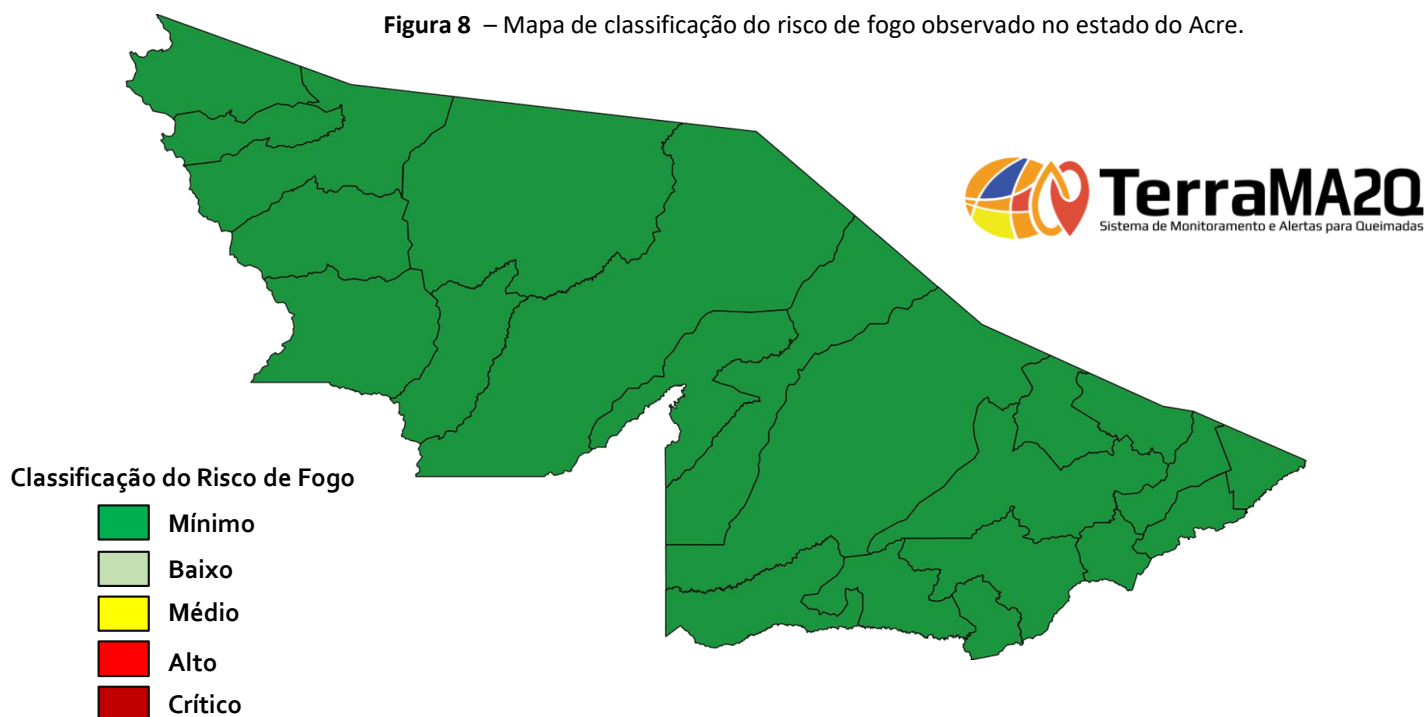 Figura 8 – Mapa de classificação do risco de fogo observado no estado do Acre.
TerraMA2Q
Sistema de Monitoramento e Alertas para Queimadas
Classificação do Risco de Fogo
Mínimo
Baixo
Médio
Alto
Crítico